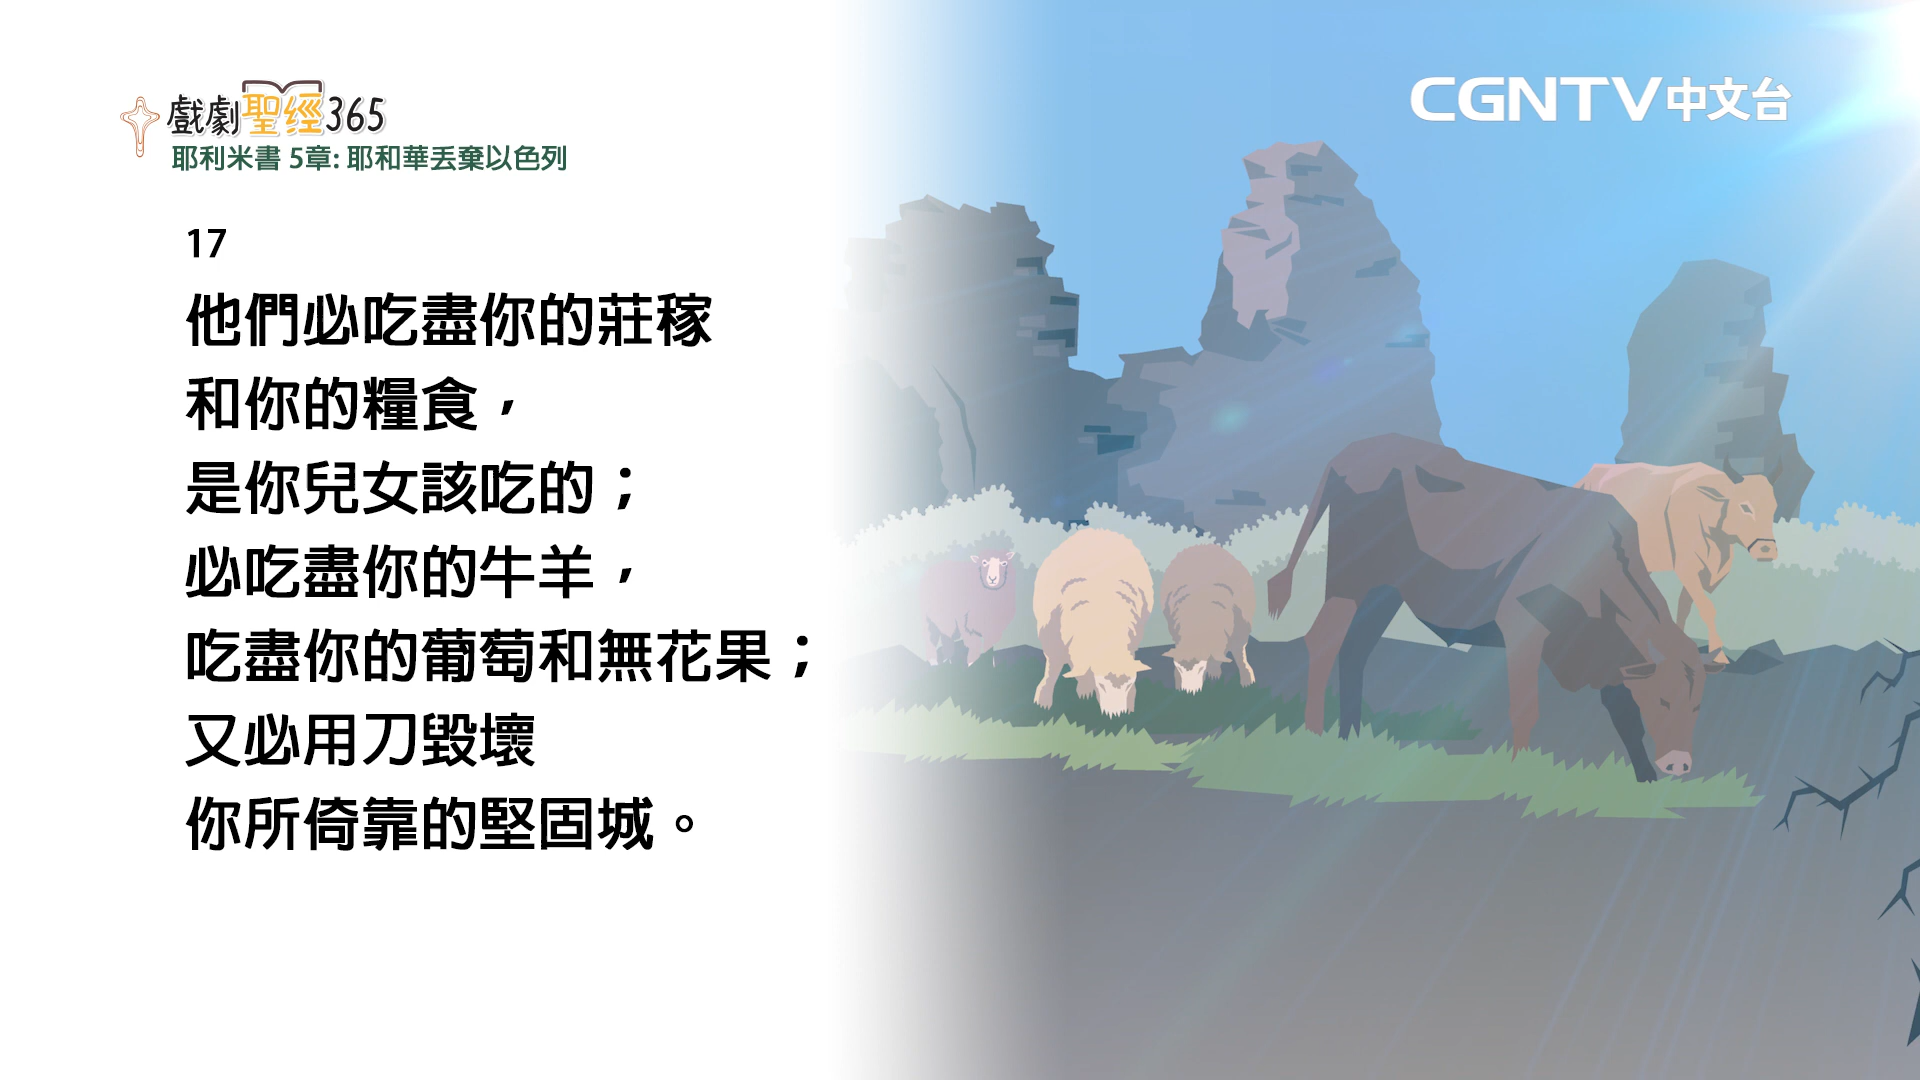 戲劇聖經365
CGNTV中文台
耶利米書 5章: 耶和華丟棄以色列
17
他們必吃盡你的莊稼
和你的糧食，
是你兒女該吃的；
必吃盡你的牛羊，
吃盡你的葡萄和無花果；
又必用刀毀壞
你所倚靠的堅固城。